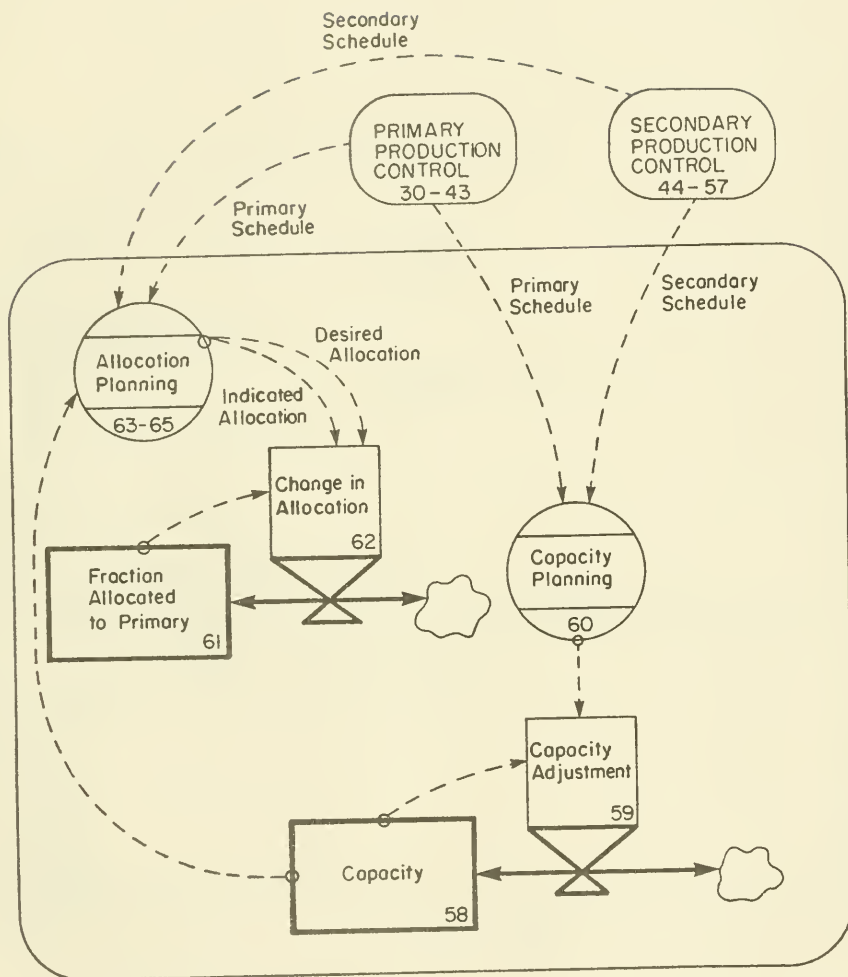 Secondary
Schedule
PRIMARY
PRODUCTION
CONTROL
30-43
SECONDARY
PRODUCTION
CONTROL
44-57
Primary
Schedule
Primary
Schedule
Secondary
Schedule
Desired
Allocation
Allocation
Planning
63-65
Indicated
Allocation
Change in
Allocation
62
Fraction
Allocated
to Primary
61
Capacity
Planning
60
Capacity
Adjustment
59
Capacity
58